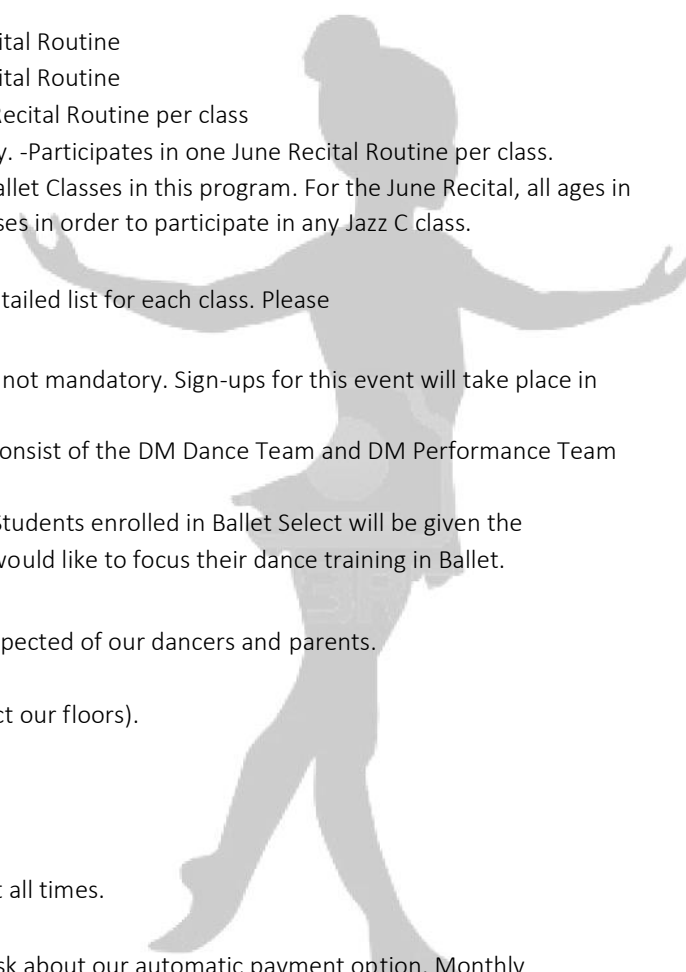 ital Routine
ital Routine
Recital Routine per class
y. -Participates in one June Recital Routine per class.
allet Classes in this program. For the June Recital, all ages in
ses in order to participate in any Jazz C class.
tailed list for each class. Please
not mandatory. Sign-ups for this event will take place in
onsist of the DM Dance Team and DM Performance Team
Students enrolled in Ballet Select will be given the
would like to focus their dance training in Ballet.
pected of our dancers and parents.
ct our floors).
t all times.
sk about our automatic payment option. Monthly